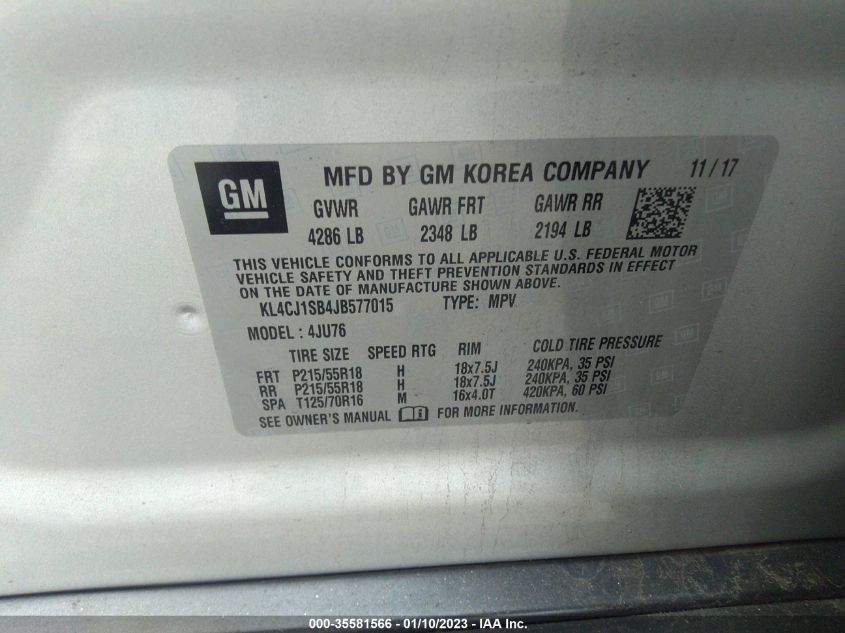 GM
MFD BY GM KOREA COMPANY 11 / 17
GVWR GAWR FRT GAWR RR
4286 LB 2348 LB 2194 LB
THIS VEHICLE CONFORMS TO ALL APPLICABLE U.S. FEDERAL MOTOR
VEHICLE SAFETY AND THEFT PREVENTION STANDARDS IN EFFECT
ON THE DATE OF MANUFACTURE SHOWN ABOVE.
KL4CJ1SB4JB577015 TYPE: MPV
MODEL : 4JU76
TIRE SIZE SPEED RTG RIM COLD TIRE PRESSURE
FRT P215/55R18 H 18x7.5J 240KPA, 35 PSI
RR P215/55R18 H 18x7.5J 240KPA, 35 PSI
SPA T125/70R16 M 16x4.0T 420KPA, 60 PSI
SEE OWNER'S MANUAL FOR MORE INFORMATION.
000-35581566 - 01/10/2023 - IAA Inc.